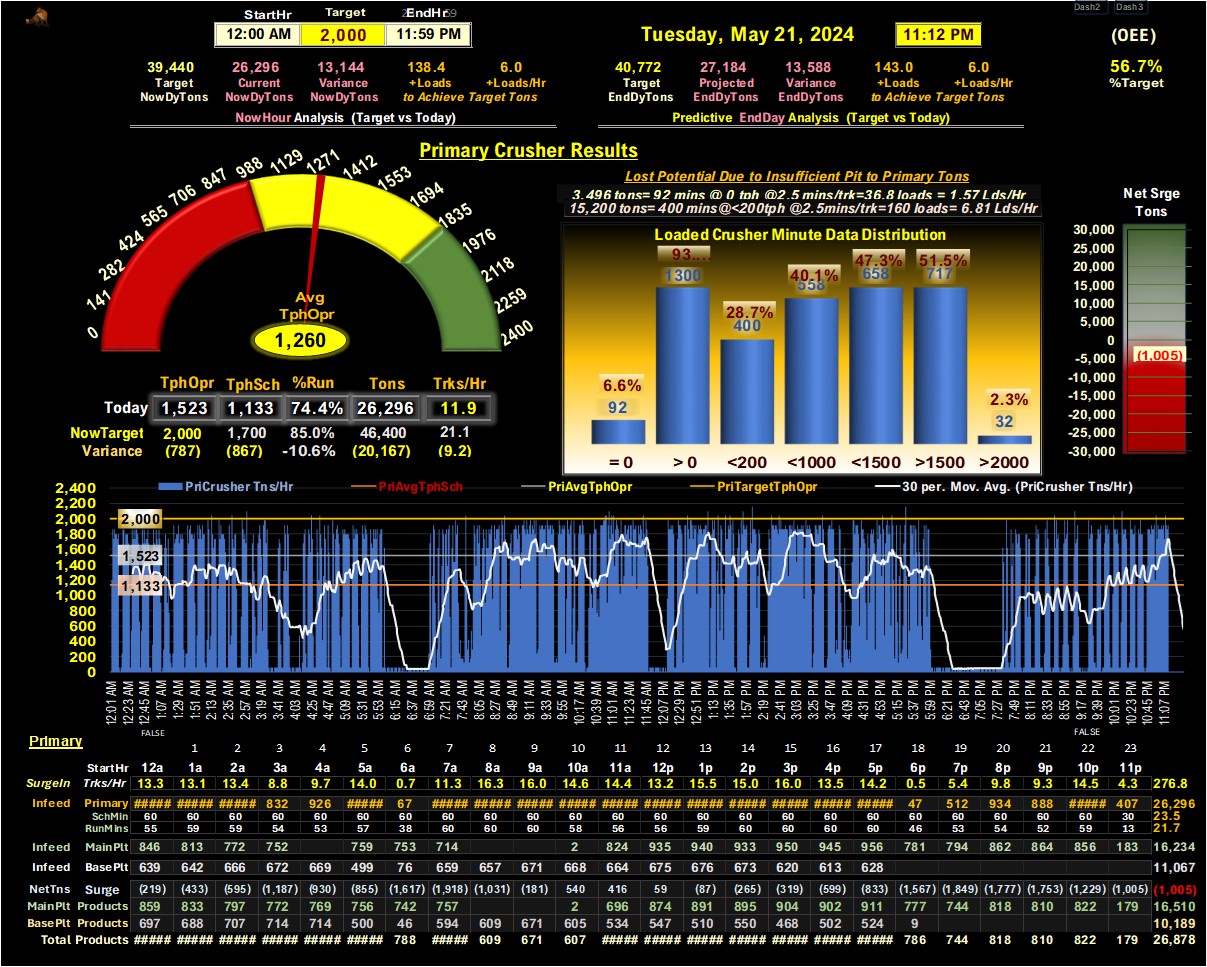 StartHr Target EndHr
12:00 AM 2,000 11:59 PM
Dash2 Dash3
Tuesday, May 21, 2024 11:12 PM
(OEE)
56.7%
%Target
39,440 26,296 13,144 138.4 6.0
Target Current Variance +Loads +Loads/Hr
NowDyTons NowDyTons NowDyTons to Achieve Target Tons
NowHour Analysis (Target vs Today)
40,772 27,184 13,588 143.0 6.0
Target Projected Variance +Loads +Loads/Hr
EndDyTons EndDyTons EndDyTons to Achieve Target Tons
Predictive EndDay Analysis (Target vs Today)
Primary Crusher Results
0 141 282 424 565 706 847 988 1129 1271 1412 1553 1694 1835 1976 2118 2259 2400
Avg
TphOpr
1,260
TphOpr TphSch %Run Tons Trks/Hr
Today 1,523 1,133 74.4% 26,296 11.9
NowTarget 2,000 1,700 85.0% 46,400 21.1
Variance (787) (867) -10.6% (20,167) (9.2)
Lost Potential Due to Insufficient Pit to Primary Tons
3,496 tons= 92 mins @ 0 tph @2.5 mins/trk=36.8 loads = 1.57 Lds/Hr
15,200 tons= 400 mins@<200tph @2.5mins/trk=160 loads= 6.81 Lds/Hr
Loaded Crusher Minute Data Distribution
6.6% 93.... 28.7% 40.1% 47.3% 51.5% 2.3%
92 1300 400 558 658 717 32
= 0 > 0 <200 <1000 <1500 >1500 >2000
Net Srge
Tons
30,000
25,000
20,000
15,000
10,000
5,000
0
-5,000
(1,005)
-10,000
-15,000
-20,000
-25,000
-30,000
PriCrusher Tns/Hr PriAvgTphSch PriAvgTphOpr PriTargetTphOpr 30 per. Mov. Avg. (PriCrusher Tns/Hr)
2,400
2,200
2,000
1,800
1,600
1,400
1,200
1,000
800
600
400
200
0
2,000
1,523
1,133
12:01 AM 12:23 AM 12:45 AM 1:07 AM 1:29 AM 1:51 AM 2:13 AM 2:35 AM 2:57 AM 3:19 AM 3:41 AM 4:03 AM 4:25 AM 4:47 AM 5:09 AM 5:31 AM 5:53 AM 6:15 AM 6:37 AM 6:59 AM 7:21 AM 7:43 AM 8:05 AM 8:27 AM 8:49 AM 9:11 AM 9:33 AM 9:55 AM 10:17 AM 10:39 AM 11:01 AM 11:23 AM 11:45 AM 12:07 PM 12:29 PM 12:51 PM 1:13 PM 1:35 PM 1:57 PM 2:19 PM 2:41 PM 3:03 PM 3:25 PM 3:47 PM 4:09 PM 4:31 PM 4:53 PM 5:15 PM 5:37 PM 5:59 PM 6:21 PM 6:43 PM 7:05 PM 7:27 PM 7:49 PM 8:11 PM 8:33 PM 8:55 PM 9:17 PM 9:39 PM 10:01 PM 10:23 PM 10:45 PM 11:07 PM
FALSE FALSE
Primary
1 2 3 4 5 6 7 8 9 10 11 12 13 14 15 16 17 18 19 20 21 22 23
StartHr 12a 1a 2a 3a 4a 5a 6a 7a 8a 9a 10a 11a 12p 1p 2p 3p 4p 5p 6p 7p 8p 9p 10p 11p
SurgeIn Trks/Hr 13.3 13.1 13.4 8.8 9.7 14.0 0.7 11.3 16.3 16.0 14.6 14.4 13.2 15.5 15.0 16.0 13.5 14.2 0.5 5.4 9.8 9.3 14.5 4.3 276.8
Infeed Primary ##### ##### ##### 832 926 ##### 67 ##### ##### ##### ##### ##### ##### ##### ##### ##### ##### ##### 47 512 934 888 ##### 407 26,296
SchMin 60 60 60 60 60 60 60 60 60 60 60 60 60 60 60 60 60 60 60 60 60 60 60 30 23.5
RunMins 55 59 59 54 53 57 38 60 60 60 58 56 56 59 60 60 60 60 46 53 54 52 59 13 21.7
Infeed MainPlt 846 813 772 752 759 753 714 2 824 935 940 933 950 945 956 781 794 862 864 856 183 16,234
Infeed BasePlt 639 642 666 672 669 499 76 659 657 671 668 664 675 676 673 620 613 628 11,067
NetTns Surge (219) (433) (595) (1,187) (930) (855) (1,617) (1,918) (1,031) (181) 540 416 59 (87) (265) (319) (599) (833) (1,567) (1,849) (1,777) (1,753) (1,229) (1,005) (1,005)
MainPlt Products 859 833 797 772 769 756 742 757 2 696 874 891 895 904 902 911 777 744 818 810 822 179 16,510
BasePlt Products 697 688 707 714 714 500 46 594 609 671 605 534 547 510 550 468 502 524 9 10,189
Total Products ##### ##### ##### ##### ##### ##### 788 ##### 609 671 607 ##### ##### ##### ##### ##### ##### ##### 786 744 818 810 822 179 26,878